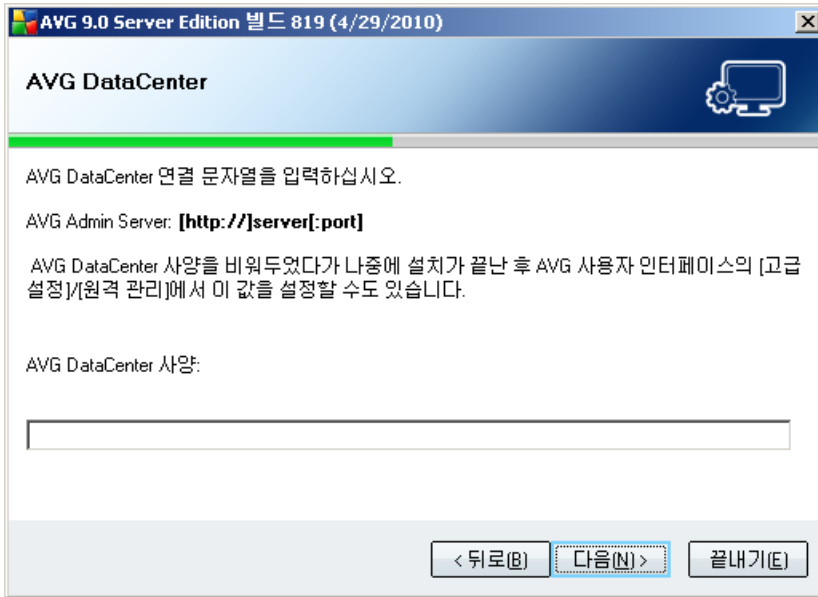 AVG 9.0 Server Edition 빌드 819 (4/29/2010)
AVG DataCenter
AVG DataCenter 연결 문자열을 입력하십시오.
AVG Admin Server: [http://]server[:port]
AVG DataCenter 사양을 비워두었다가 나중에 설치가 끝난 후 AVG 사용자 인터페이스의 [고급
설정]/[원격 관리]에서 이 값을 설정할 수도 있습니다.
AVG DataCenter 사양:
< 뒤로(B) 다음(N) > 끝내기(E)